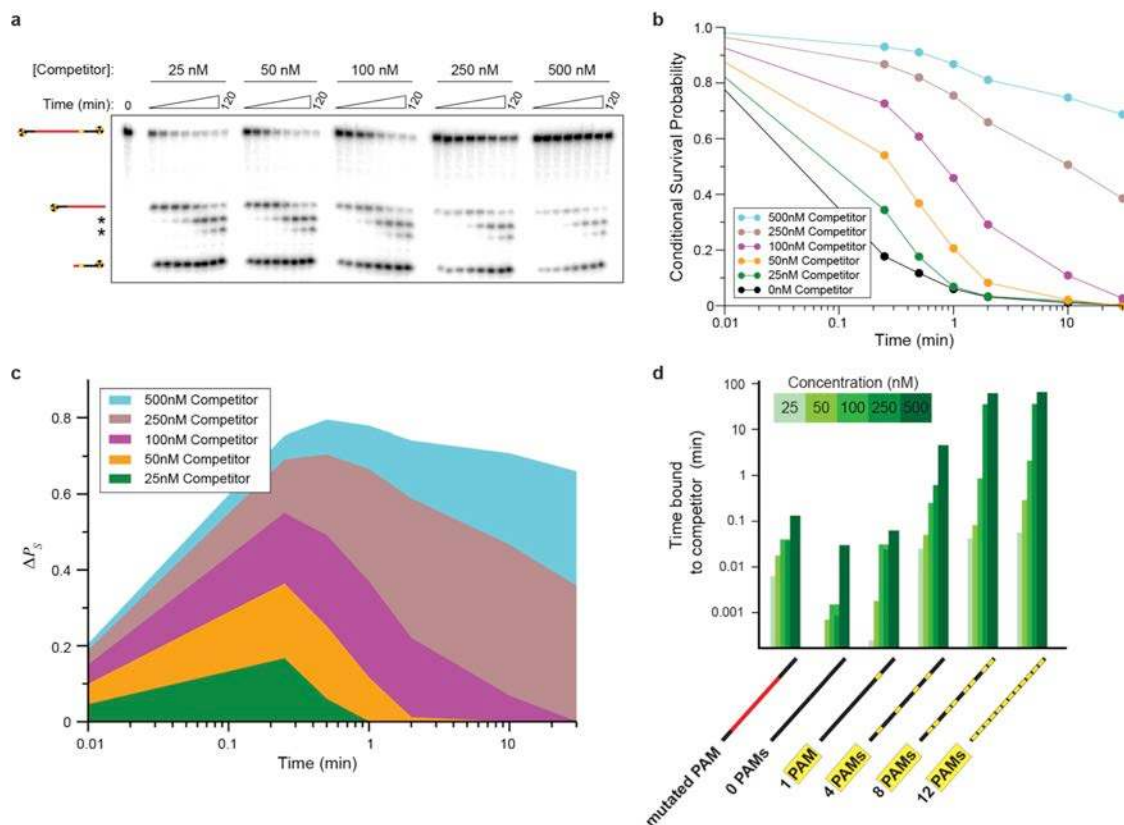 a
[Competitor]: 25 nM 50 nM 100 nM 250 nM 500 nM
Time (min): 0 120 120 120 120 120
*
*
b
Conditional Survival Probability
1.0
0.8
0.6
0.4
0.2
0
500nM Competitor
250nM Competitor
100nM Competitor
50nM Competitor
25nM Competitor
0nM Competitor
0.01 0.1 1 10
Time (min)
c
ΔPS
0.8
0.6
0.4
0.2
0
500nM Competitor
250nM Competitor
100nM Competitor
50nM Competitor
25nM Competitor
0.01 0.1 1 10
Time (min)
d
Time bound
to competitor (min)
100
10
1
0.1
0.01
0.001
Concentration (nM)
25 50 100 250 500
mutated PAM
0 PAMs
1 PAM
4 PAMs
8 PAMs
12 PAMs